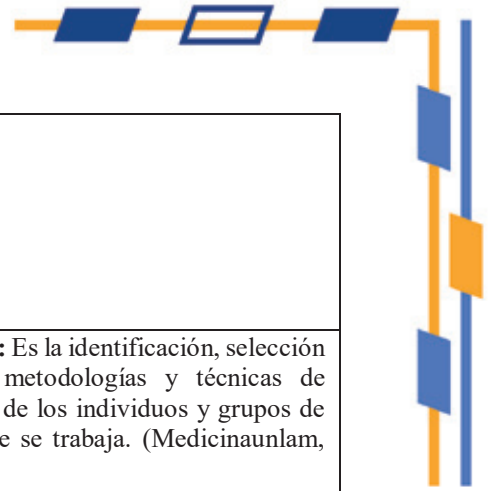 : Es la identificación, selección
metodologías y técnicas de
de los individuos y grupos de
e se trabaja. (Medicinaunlam,